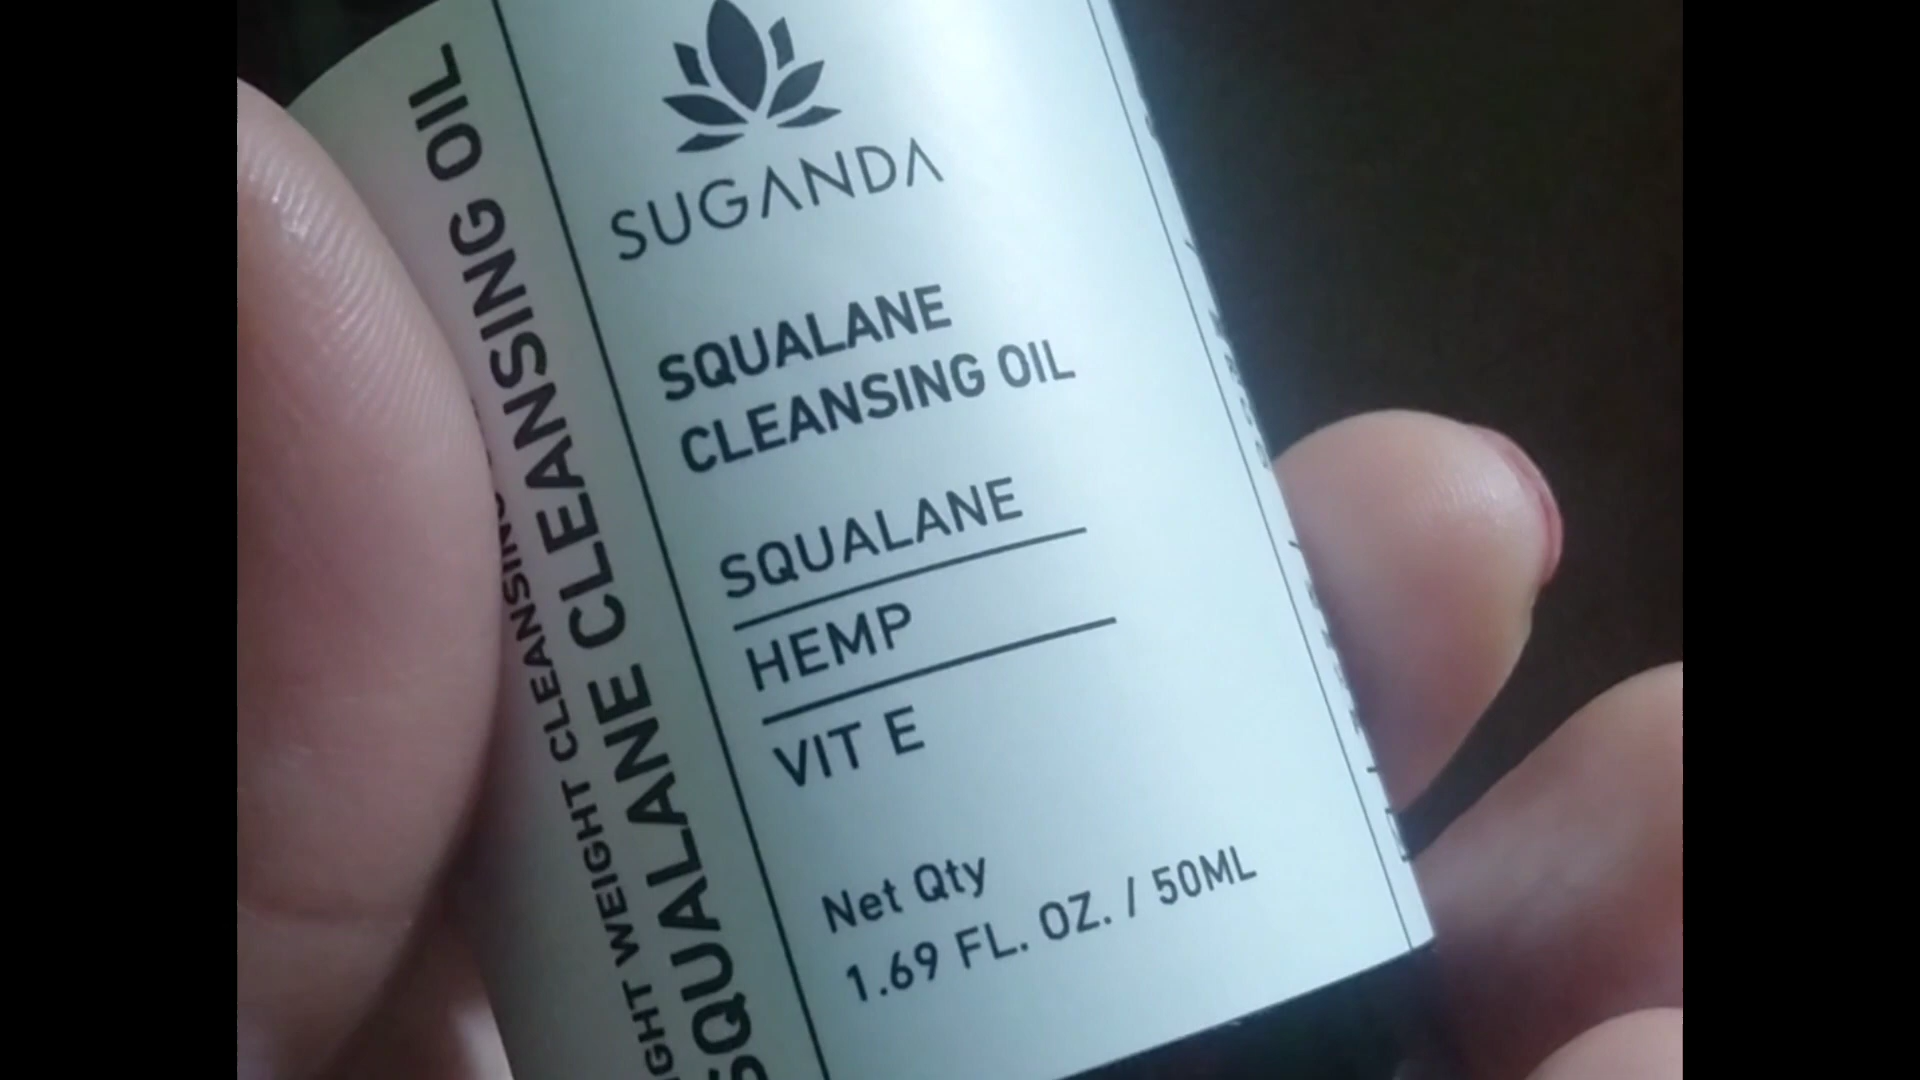 SUGANDA
SQUALANE
CLEANSING OIL
SQUALANE
HEMP
VIT E
Net Qty
1.69 FL. OZ. / 50ML
SQUALANE CLEANSING OIL
WEIGHT CLEANSING